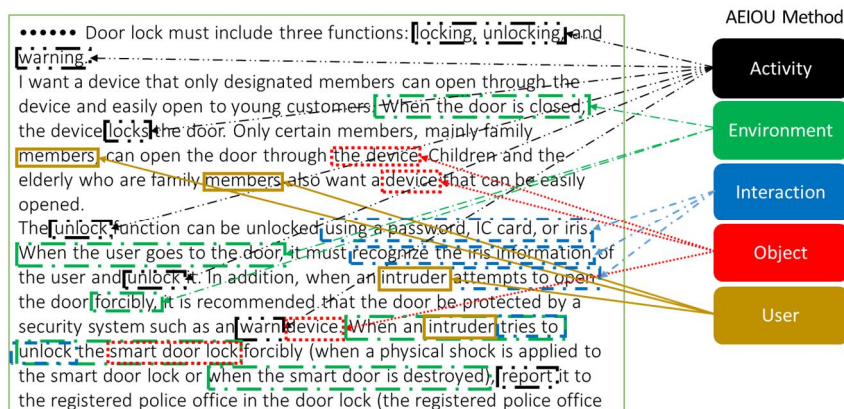 •••••• Door lock must include three functions: locking, unlocking, and
warning.
I want a device that only designated members can open through the
device and easily open to young customers. When the door is closed,
the device locks the door. Only certain members, mainly family
members can open the door through the device. Children and the
elderly who are family members also want a device that can be easily
opened.
The unlock function can be unlocked using a password, IC card, or iris.
When the user goes to the door, it must recognize the iris information of
the user and unlock it. In addition, when an intruder attempts to open
the door forcibly, it is recommended that the door be protected by a
security system such as an warn device. When an intruder tries to
unlock the smart door lock forcibly (when a physical shock is applied to
the smart door lock or when the smart door is destroyed), report it to
the registered police office in the door lock (the registered police office
AEIOU Method
Activity
Environment
Interaction
Object
User